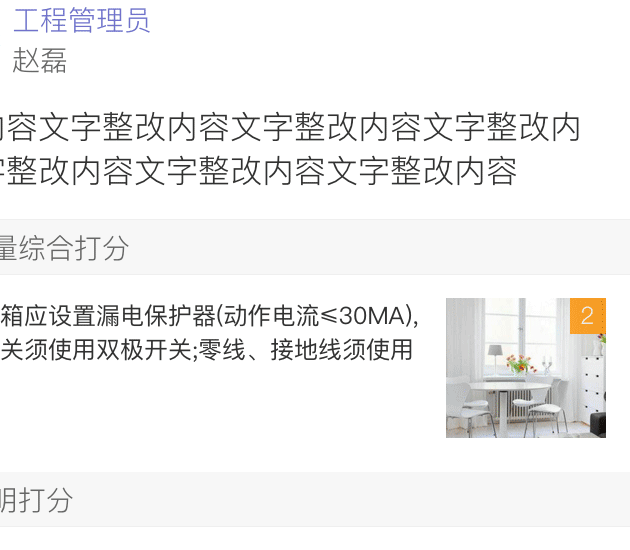 工程管理员
赵磊
容文字整改内容文字整改内容文字整改内
整改内容文字整改内容文字整改内容
量综合打分
箱应设置漏电保护器(动作电流≤30MA),
2
关须使用双极开关;零线、接地线须使用
明打分